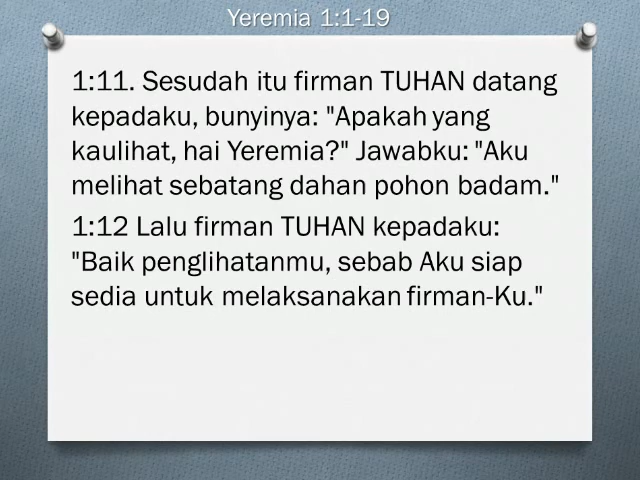 Yeremia 1:1-19
1:11. Sesudah itu firman TUHAN datang
kepadaku, bunyinya: "Apakah yang
kaulihat, hai Yeremia?" Jawabku: "Aku
melihat sebatang dahan pohon badam."
1:12 Lalu firman TUHAN kepadaku:
"Baik penglihatanmu, sebab Aku siap
sedia untuk melaksanakan firman-Ku."